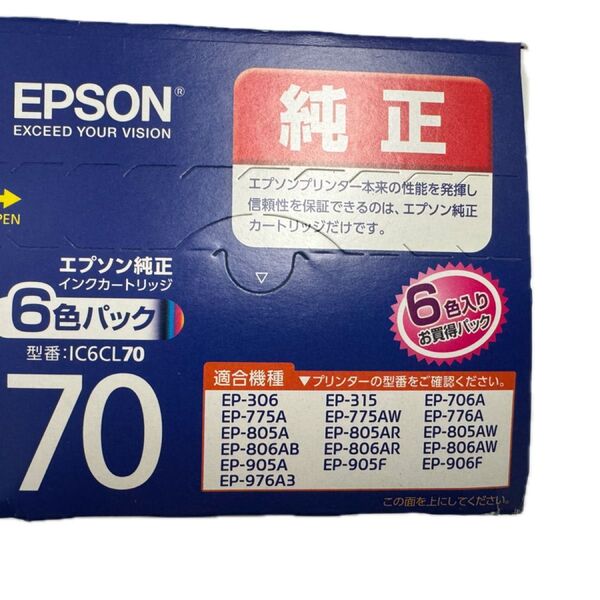 EPSON®
EXCEED YOUR VISION
純正
エプソンプリンター本来の性能を発揮し
信頼性を保証できるのは、エプソン純正
カートリッジだけです。
エプソン純正
インクカートリッジ
6色パック
型番:IC6CL70
70
6色入り
お買得パック
適合機種 ▼プリンターの型番をご確認ください。
EP-306 EP-315 EP-706A
EP-775A EP-775AW EP-776A
EP-805A EP-805AR EP-805AW
EP-806AB EP-806AR EP-806AW
EP-905A EP-905F EP-906F
EP-976A3
この面を上にしてください。